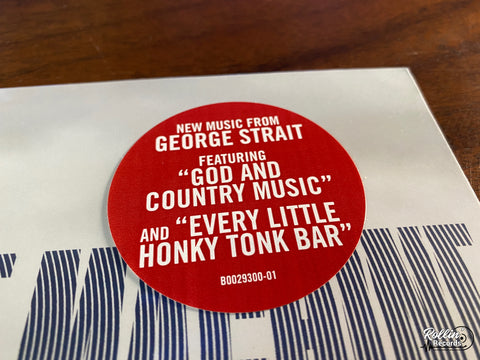 NEW MUSIC FROM
GEORGE STRAIT
FEATURING
"GOD AND
COUNTRY MUSIC"
AND "EVERY LITTLE
HONKY TONK BAR"
B0029300-01
Rollin'
Records